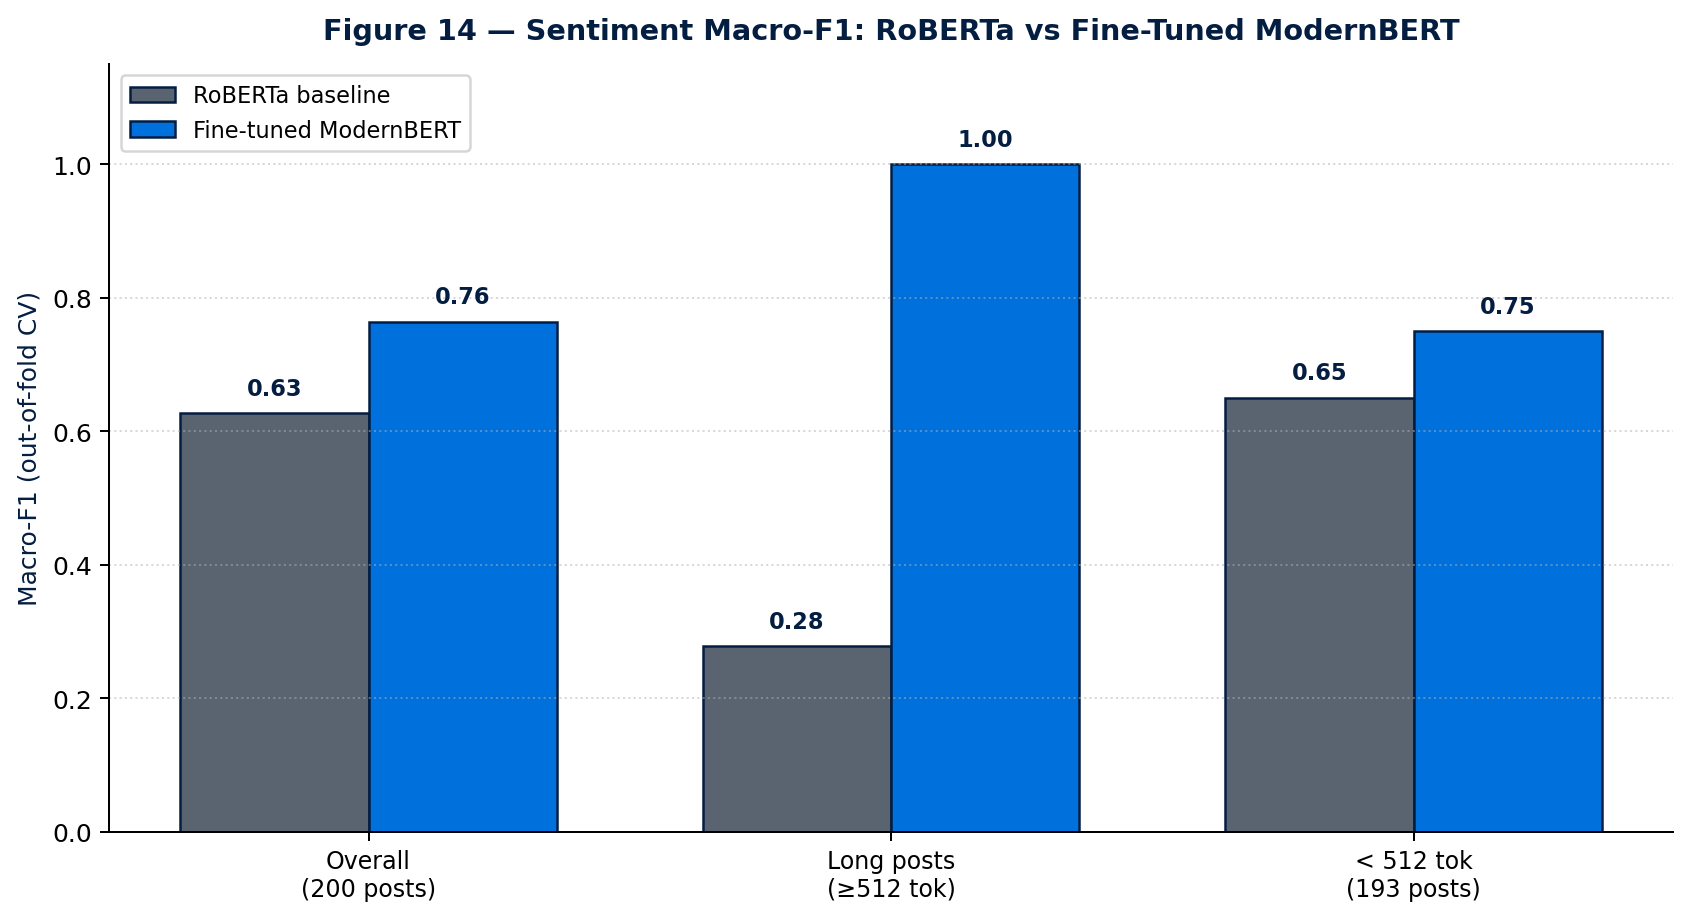 Figure 14 — Sentiment Macro-F1: RoBERTa vs Fine-Tuned ModernBERT
RoBERTa baseline
Fine-tuned ModernBERT
Macro-F1 (out-of-fold CV)
1.0
0.8
0.6
0.4
0.2
0.0
0.63
0.76
0.28
1.00
0.65
0.75
Overall
(200 posts)
Long posts
(≥512 tok)
< 512 tok
(193 posts)